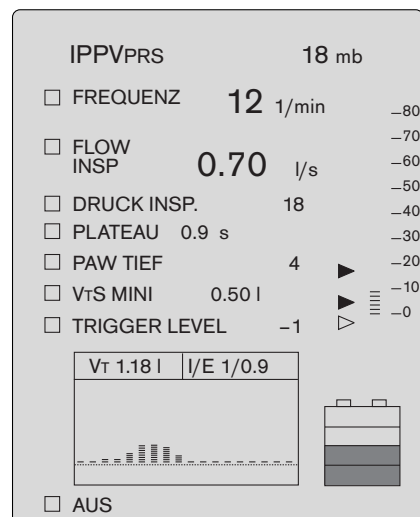 IPPVPRS 18 mb
FREQUENZ 12 1/min
FLOW
INSP 0.70 l/s
DRUCK INSP. 18
PLATEAU 0.9 s
PAW TIEF 4
VTS MINI 0.50 l
TRIGGER LEVEL –1
–80
–70
–60
–50
–40
–30
–20
–10
–0
VT 1.18 l I/E 1/0.9
AUS